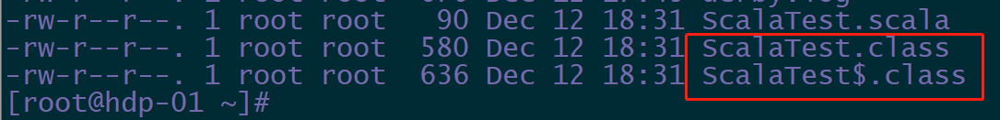 -rw-r--r--. 1 root root 90 Dec 12 18:31 ScalaTest.scala
-rw-r--r--. 1 root root 580 Dec 12 18:31 ScalaTest.class
-rw-r--r--. 1 root root 636 Dec 12 18:31 ScalaTest$.class
[root@hdp-01 ~]#